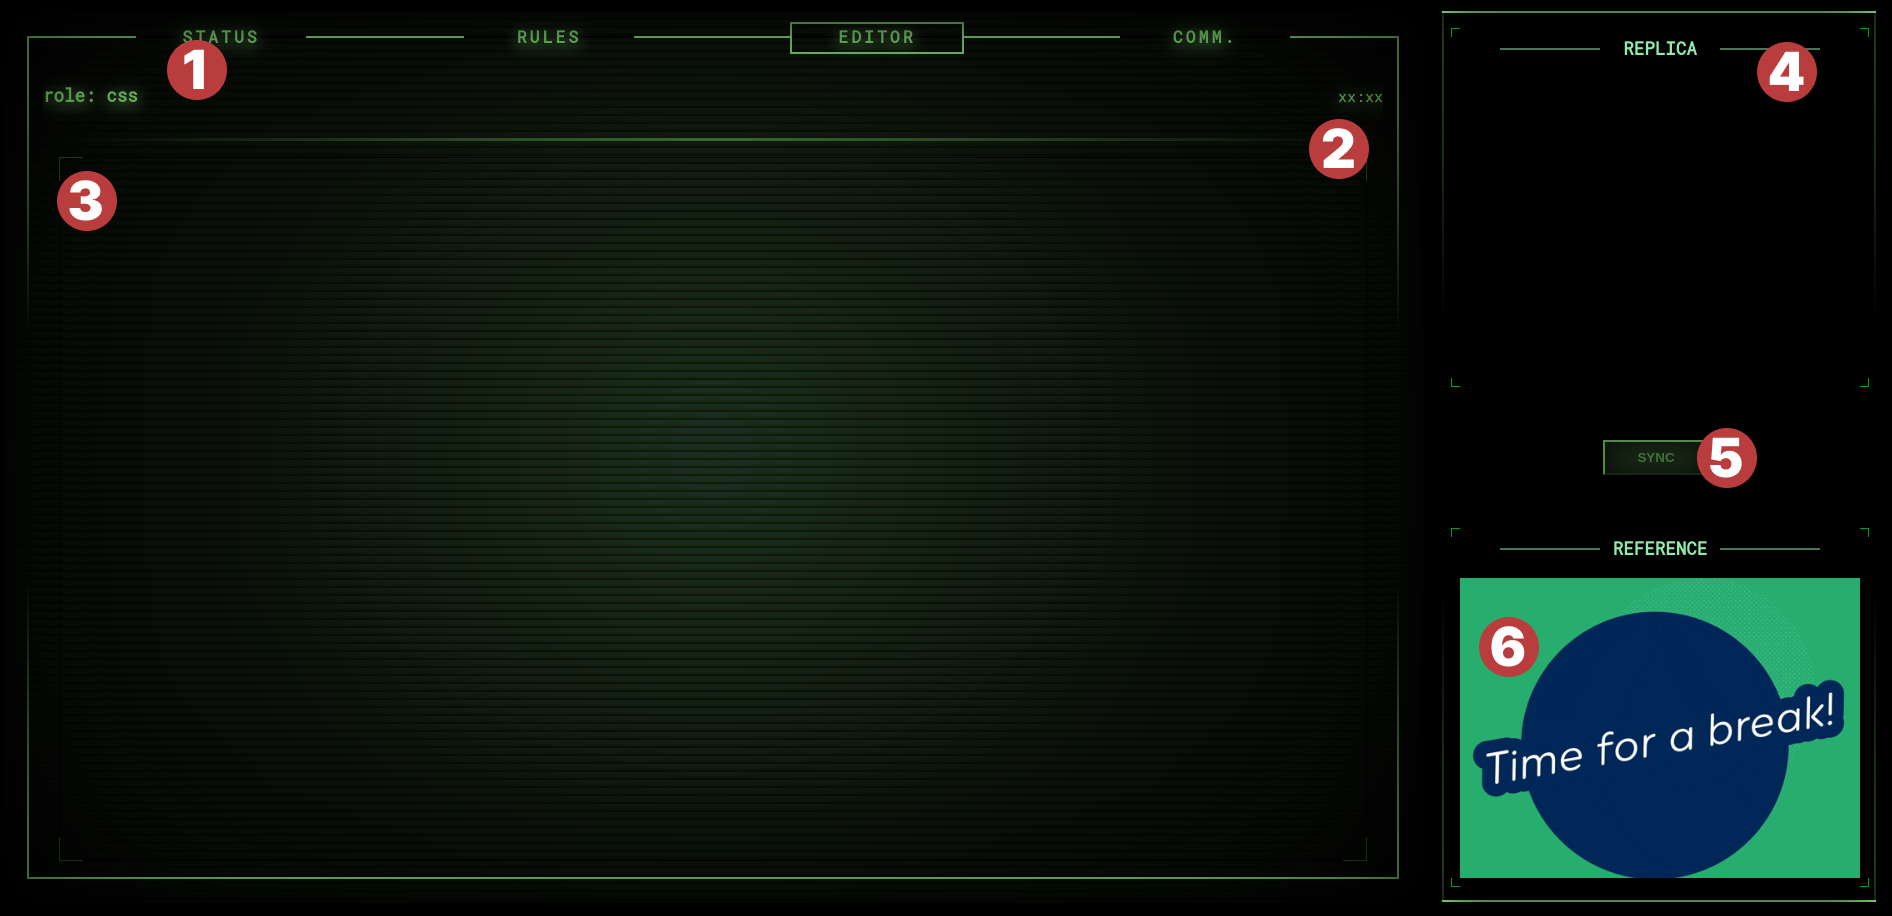 STATUS
RULES
EDITOR
COMM.
1
role: css
xx:xx
2
3
REPLICA
4
SYNC
5
REFERENCE
6
Time for a break!